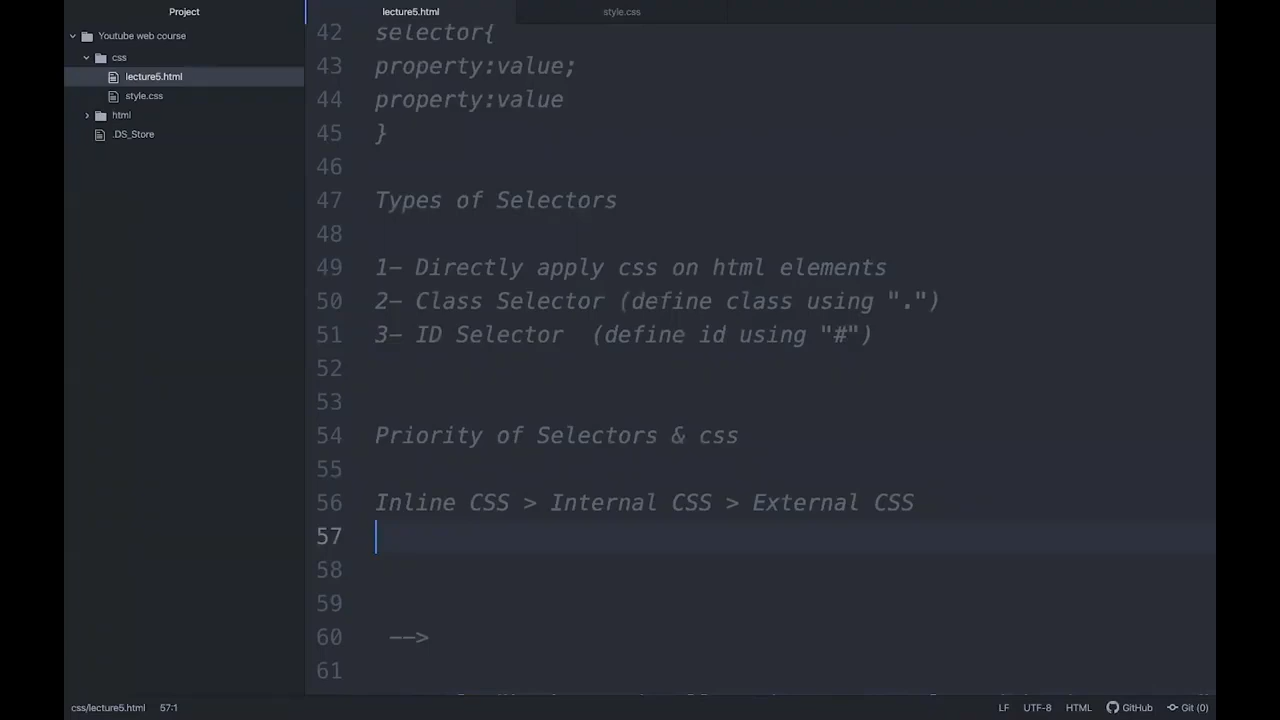 Project
lecture5.html
style.css
Youtube web course
css
lecture5.html
style.css
html
.DS_Store
42 selector{
43 property:value;
44 property:value
45 }
46
47 Types of Selectors
48
49 1- Directly apply css on html elements
50 2- Class Selector (define class using ".")
51 3- ID Selector  (define id using "#")
52
53
54 Priority of Selectors & css
55
56 Inline CSS > Internal CSS > External CSS
57
58
59
60 -->
61
css/lecture5.html 57:1
LF UTF-8 HTML GitHub Git (0)